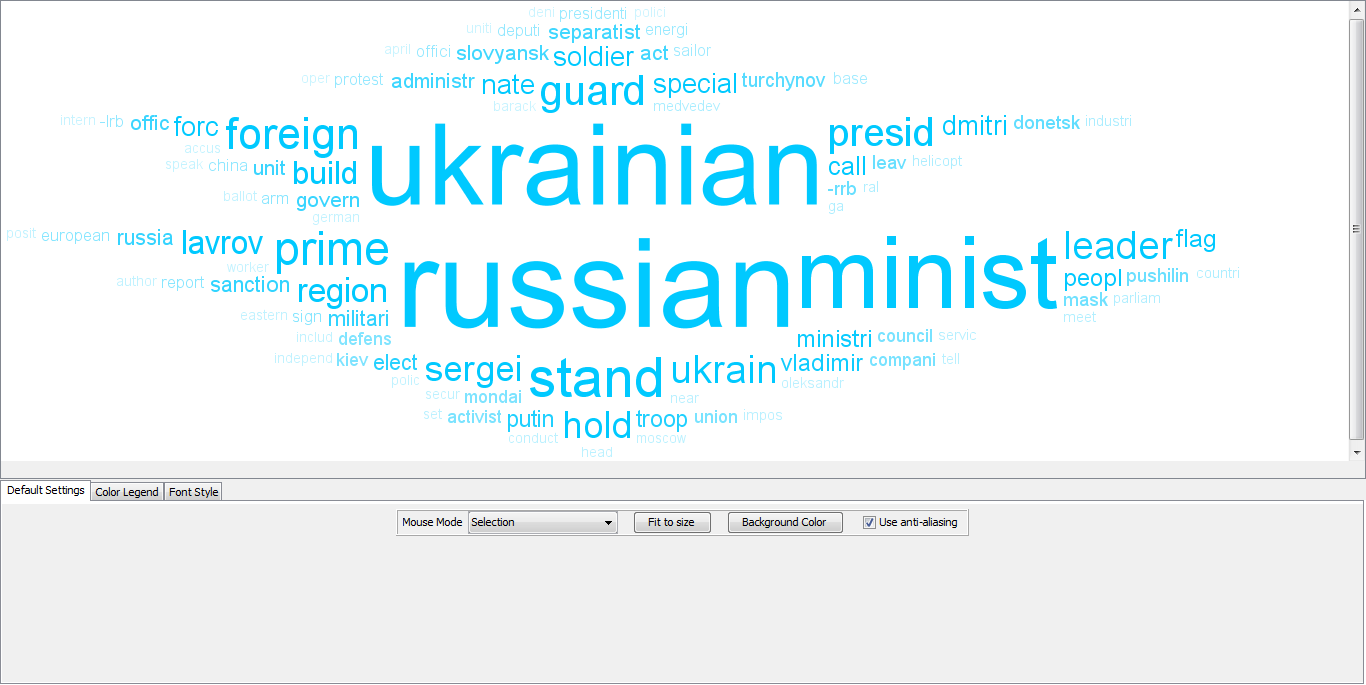 deni presidenti polici
uniti deputi separatist energi
april offici slovyansk soldier act sailor
oper protest administr nate guard special turchynov base
barack medvedev
intern -lrb offic forc foreign ukrainian presid dmitri donetsk industri
accus
speak china unit build call leav helicopt
ballot arm govern -rrb ral
german ga
posit european russia lavrov prime russian minist leader flag
worker
author report sanction region peopl pushilin countri
eastern sign militari mask parliam
meet
includ defens ministri council servic
independ kiev elect sergei stand ukrain vladimir compani tell
polic oleksandr
secur mondai near
set activist putin hold troop union impos
conduct moscow
head
Default Settings Color Legend Font Style
Mouse Mode Selection Fit to size Background Color Use anti-aliasing